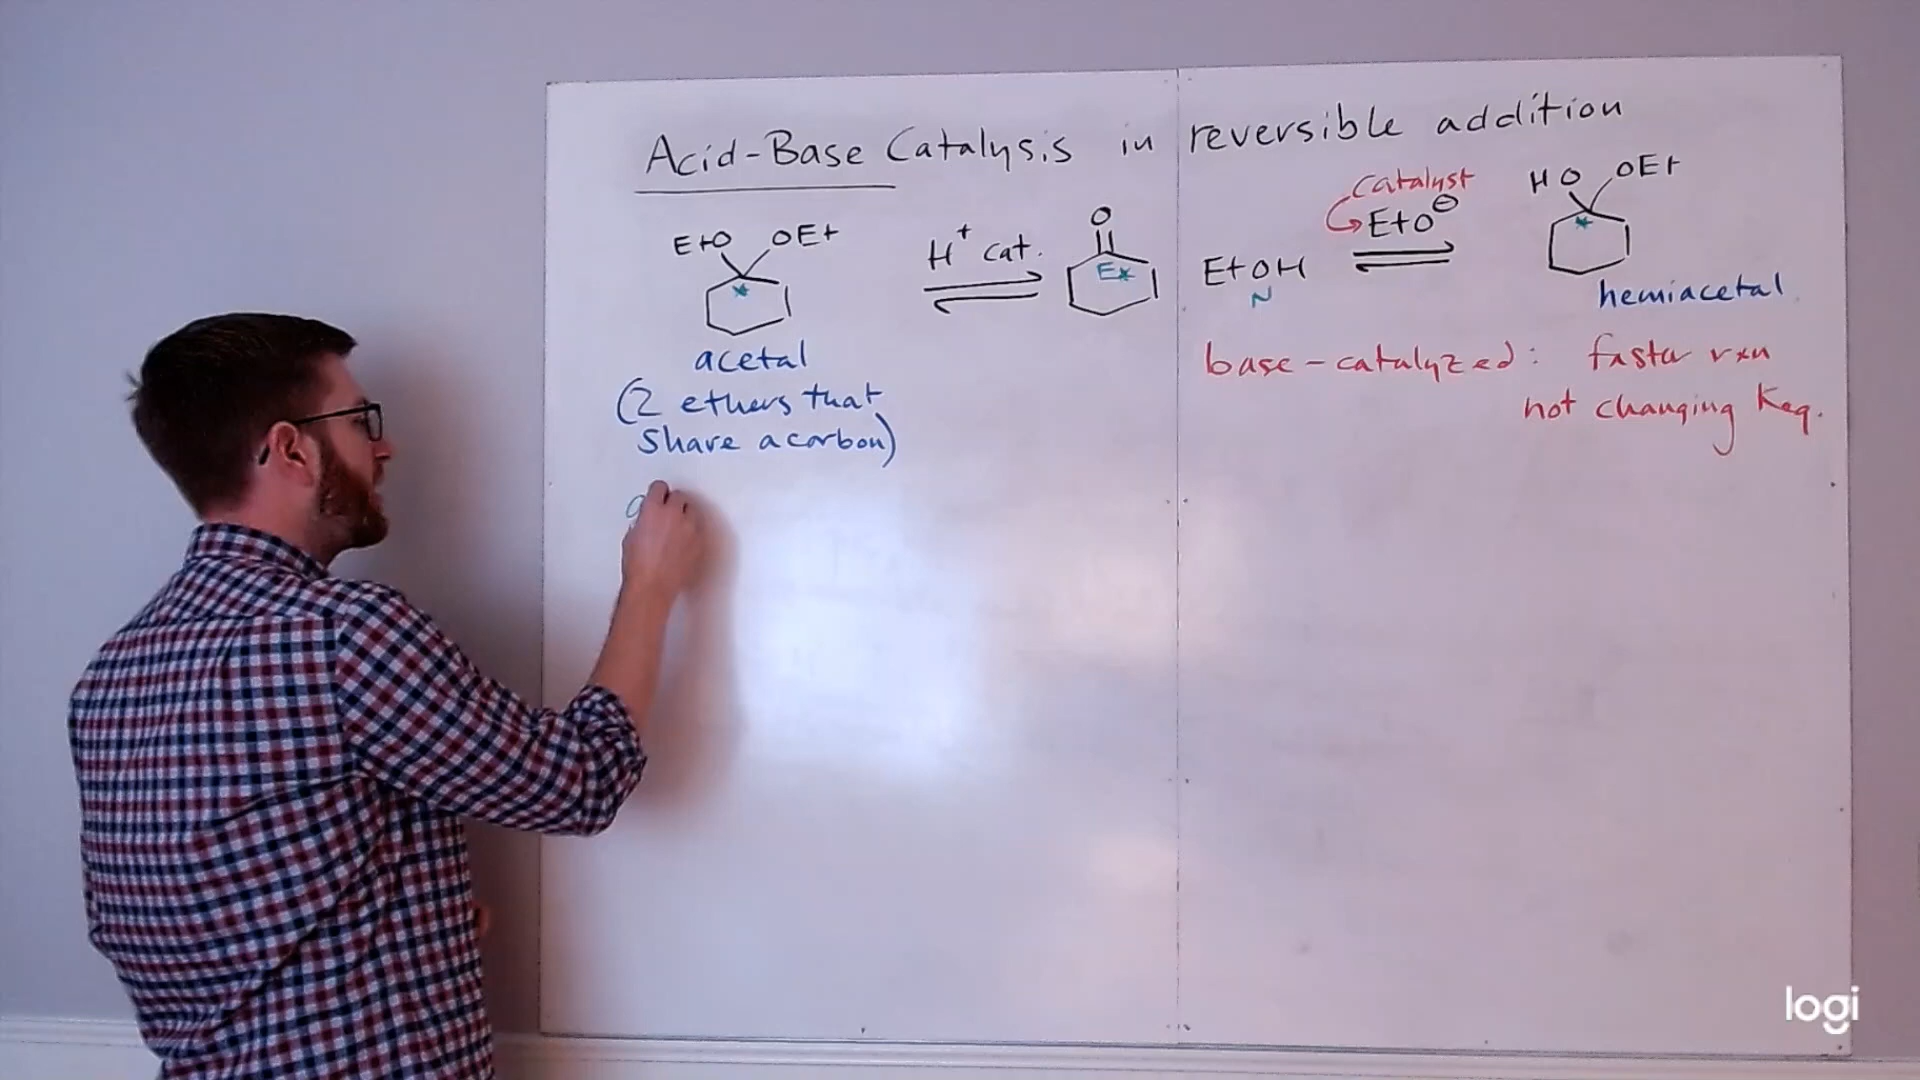 Acid-Base Catalysis in reversible addition
catalyst
EtO OEt
H+ cat.
O
E*
EtOH
N
EtO⊖
HO OEt
*
*
hemiacetal
acetal
(2 ethers that
share a carbon)
base-catalyzed: faster rxn
not changing Keq.
logi